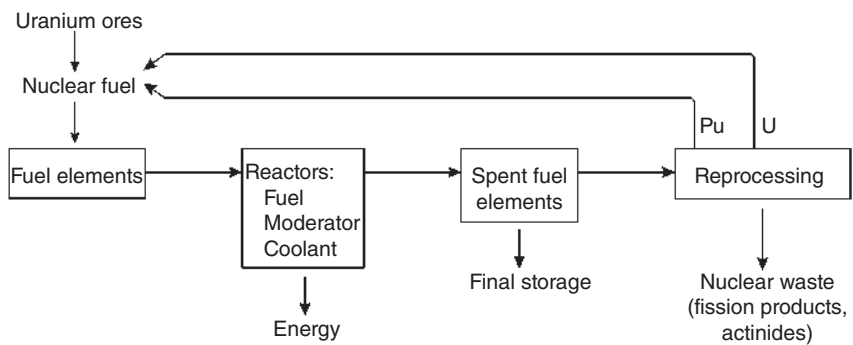 Uranium ores
Nuclear fuel
Pu
U
Fuel elements
Reactors:
Fuel
Moderator
Coolant
Spent fuel
elements
Reprocessing
Final storage
Energy
Nuclear waste
(fission products,
actinides)